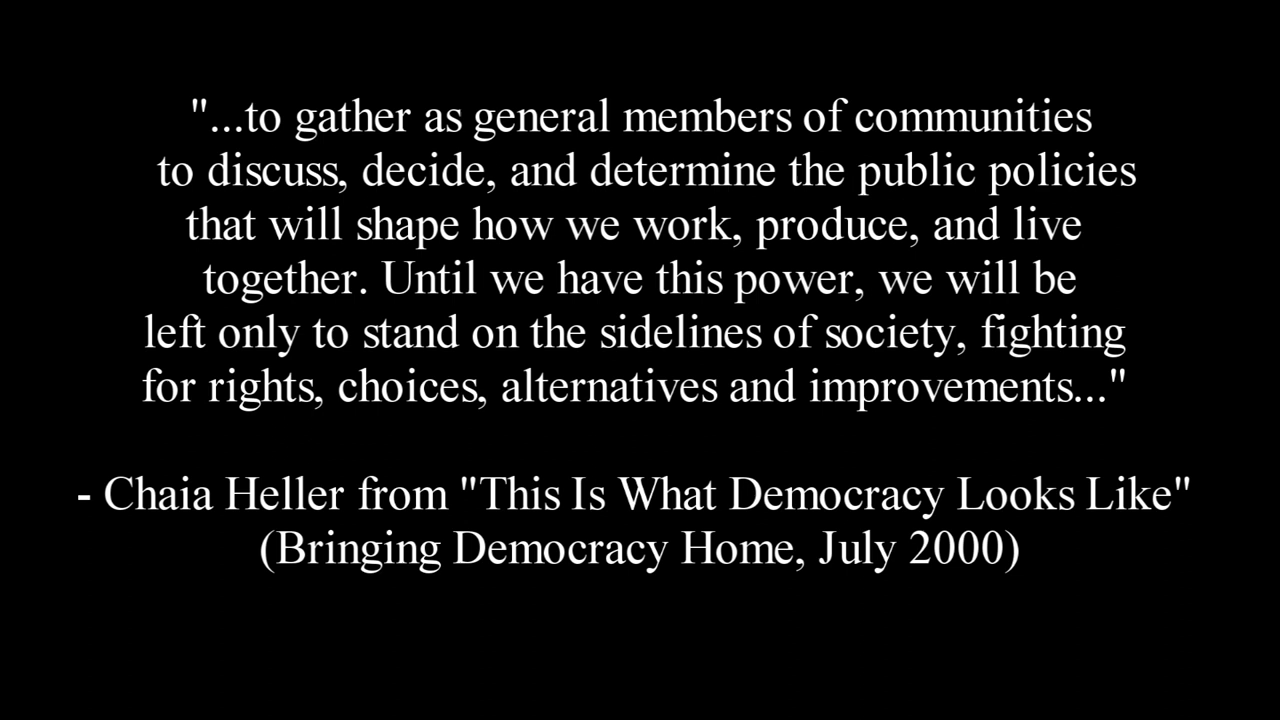 "...to gather as general members of communities
to discuss, decide, and determine the public policies
that will shape how we work, produce, and live
together. Until we have this power, we will be
left only to stand on the sidelines of society, fighting
for rights, choices, alternatives and improvements..."
- Chaia Heller from "This Is What Democracy Looks Like"
(Bringing Democracy Home, July 2000)